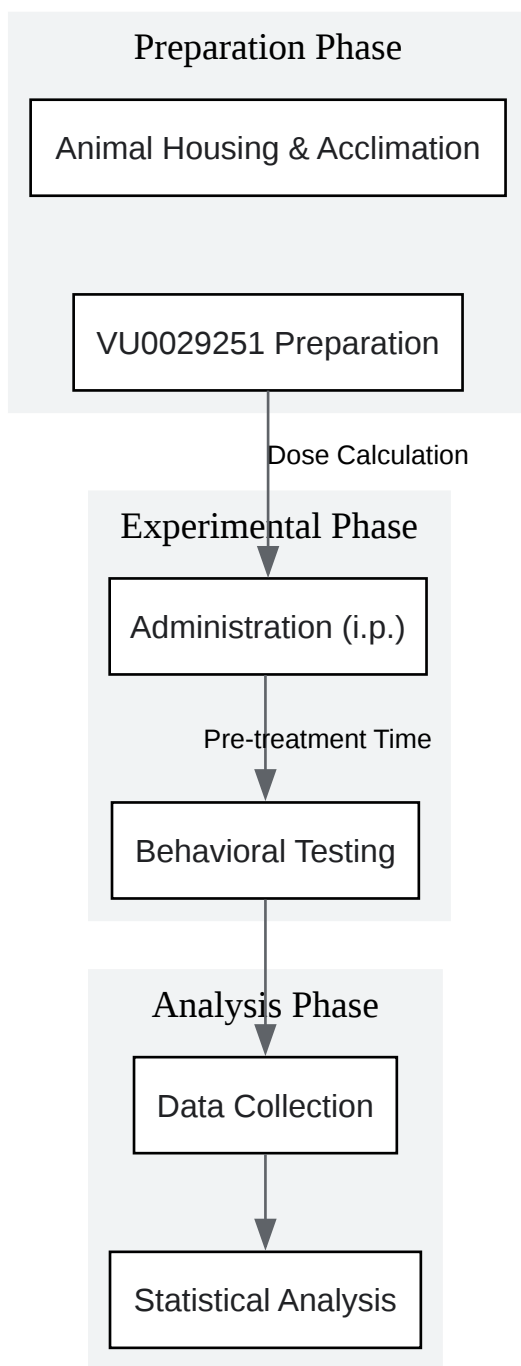 Preparation Phase
Animal Housing & Acclimation
VU0029251 Preparation
Dose Calculation
Experimental Phase
Administration (i.p.)
Pre-treatment Time
Behavioral Testing
Analysis Phase
Data Collection
Statistical Analysis